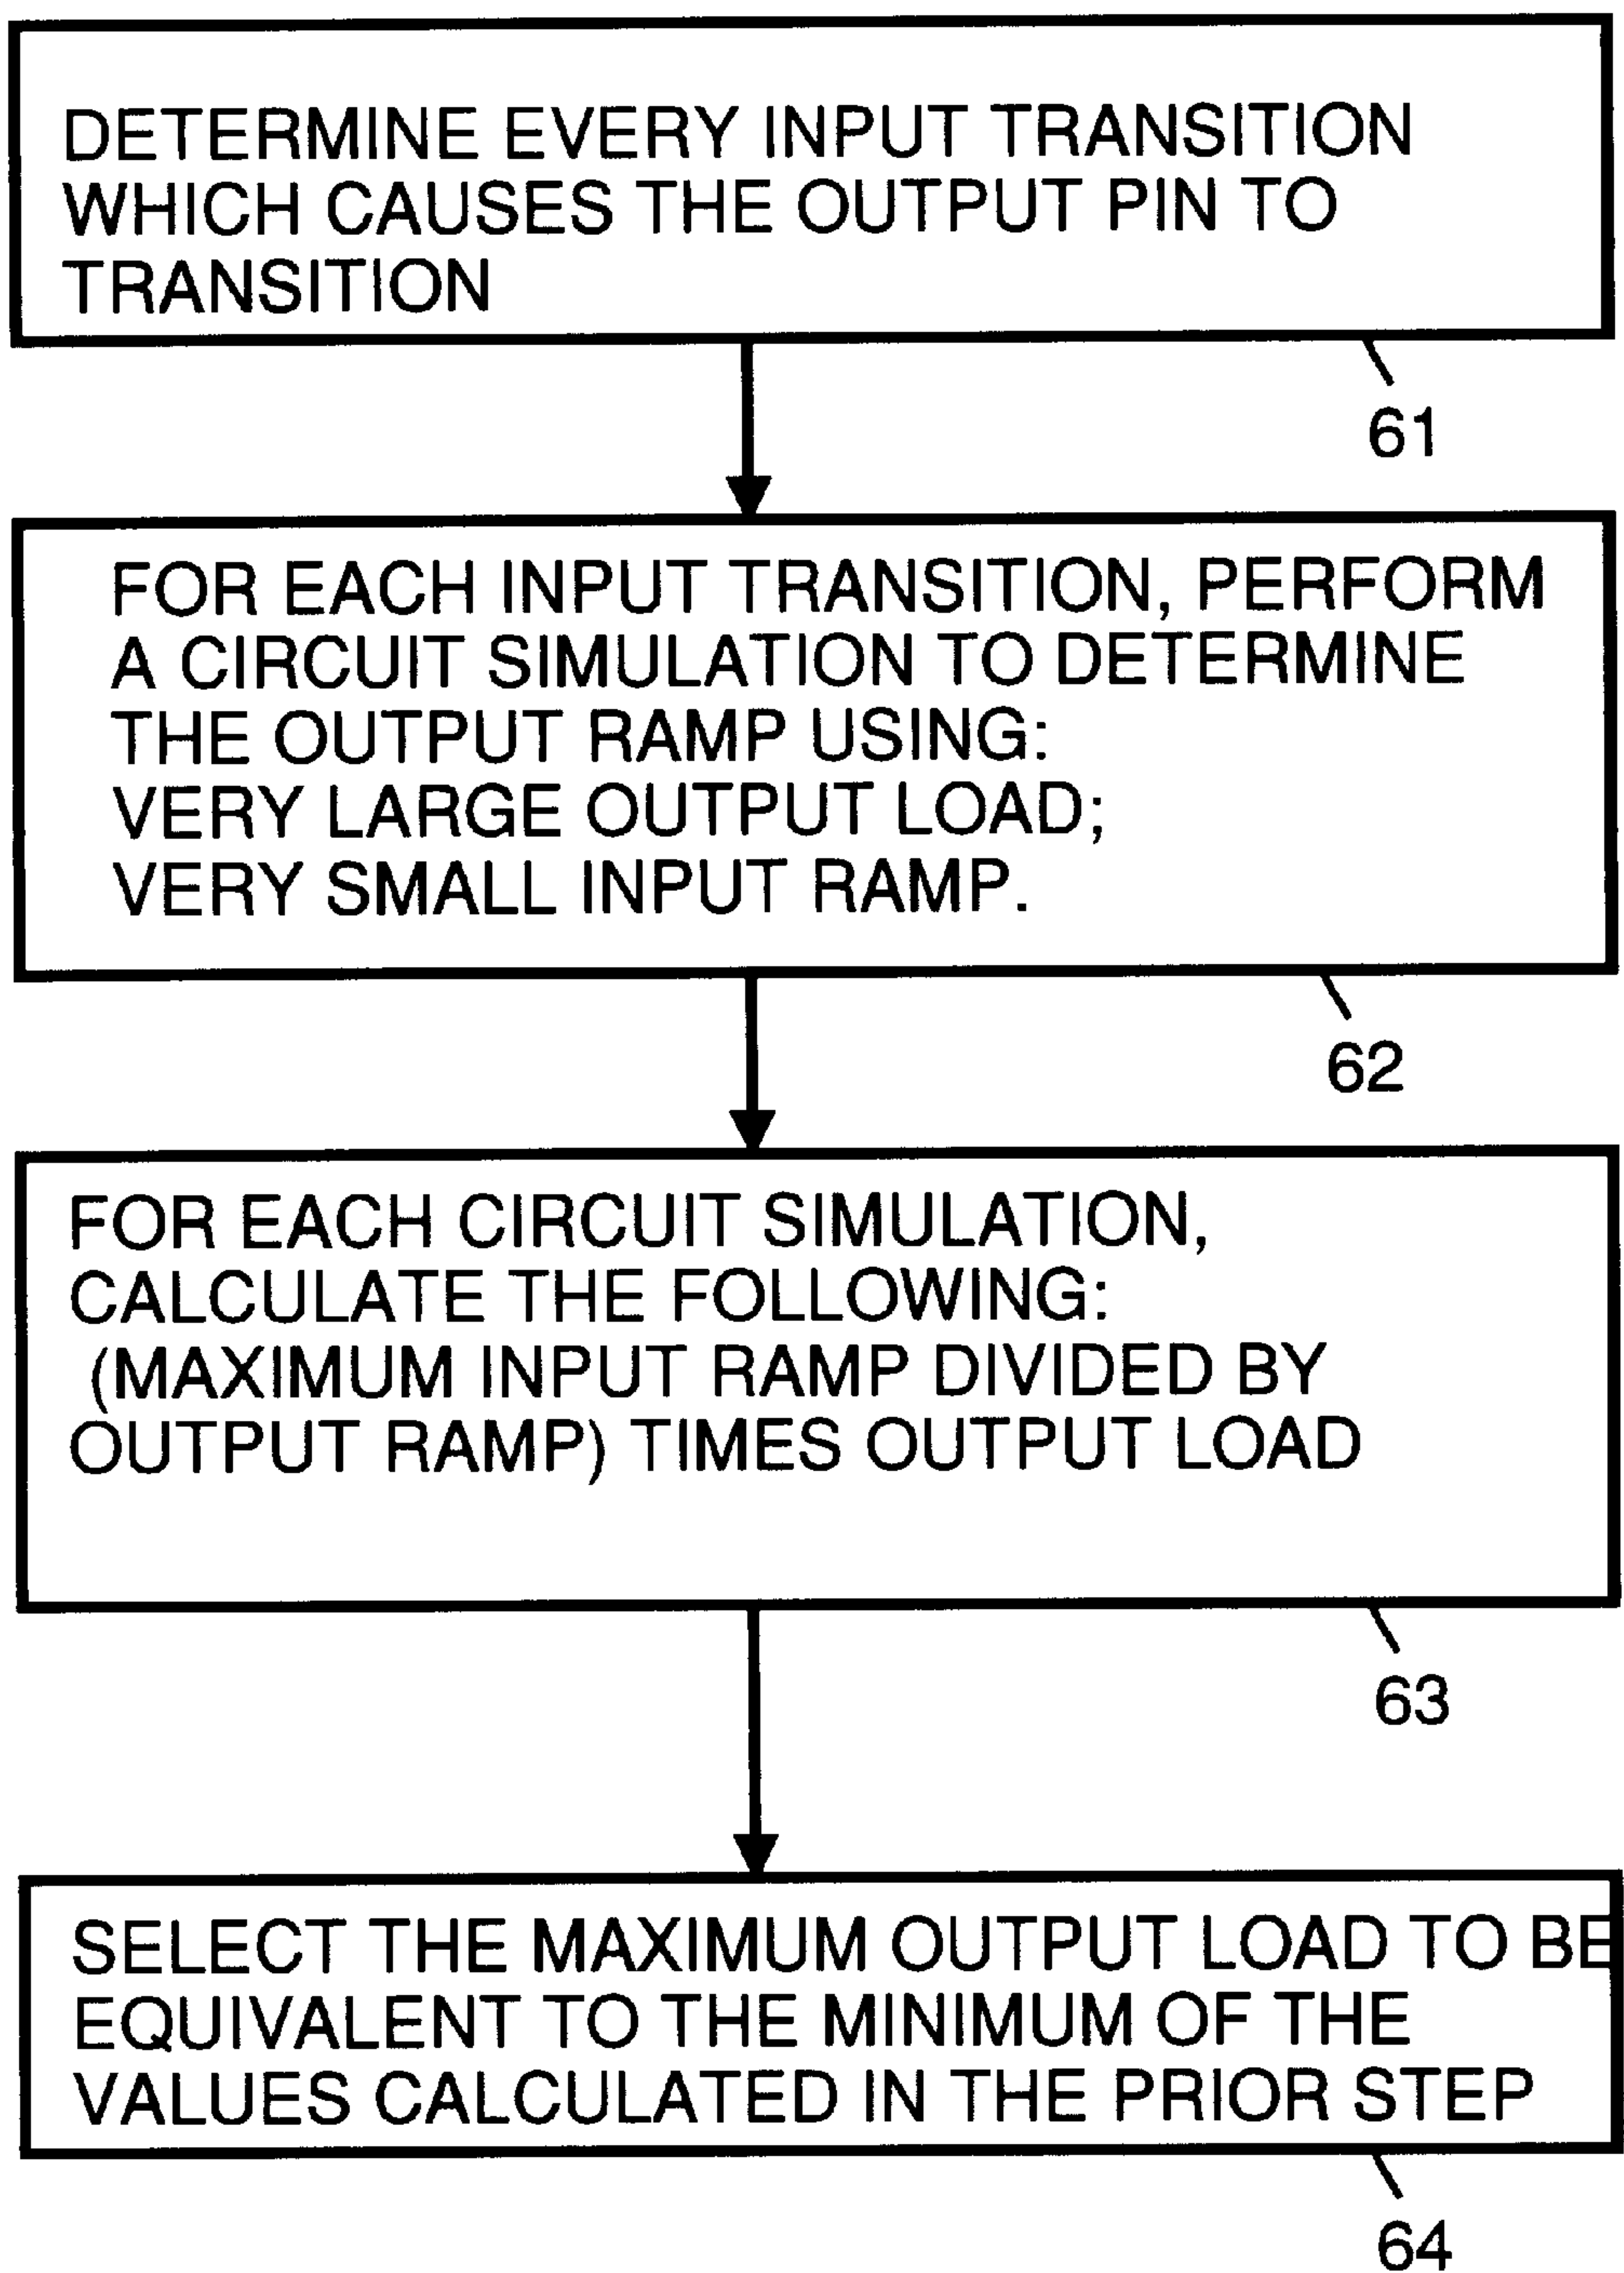 DETERMINE EVERY INPUT TRANSITION
WHICH CAUSES THE OUTPUT PIN TO
TRANSITION
61
FOR EACH INPUT TRANSITION, PERFORM
A CIRCUIT SIMULATION TO DETERMINE
THE OUTPUT RAMP USING:
VERY LARGE OUTPUT LOAD;
VERY SMALL INPUT RAMP.
62
FOR EACH CIRCUIT SIMULATION,
CALCULATE THE FOLLOWING:
(MAXIMUM INPUT RAMP DIVIDED BY
OUTPUT RAMP) TIMES OUTPUT LOAD
63
SELECT THE MAXIMUM OUTPUT LOAD TO BE
EQUIVALENT TO THE MINIMUM OF THE
VALUES CALCULATED IN THE PRIOR STEP
64